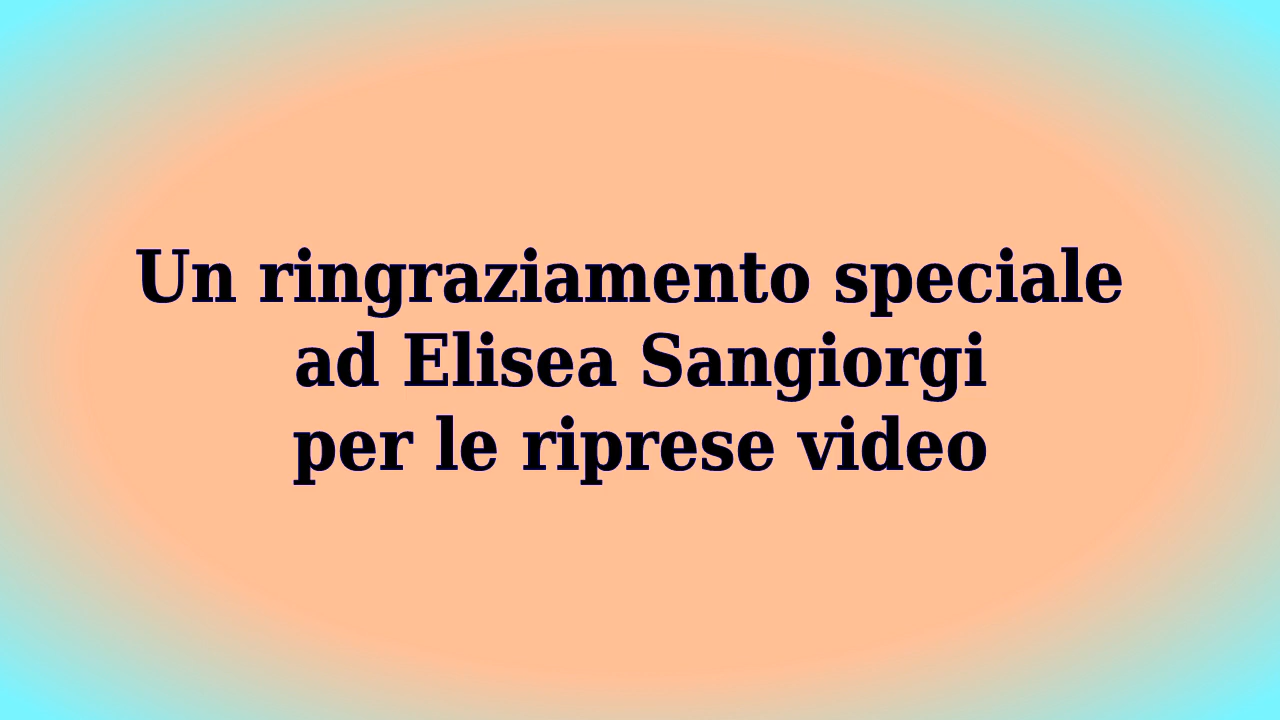 Un ringraziamento speciale
ad Elisea Sangiorgi
per le riprese video